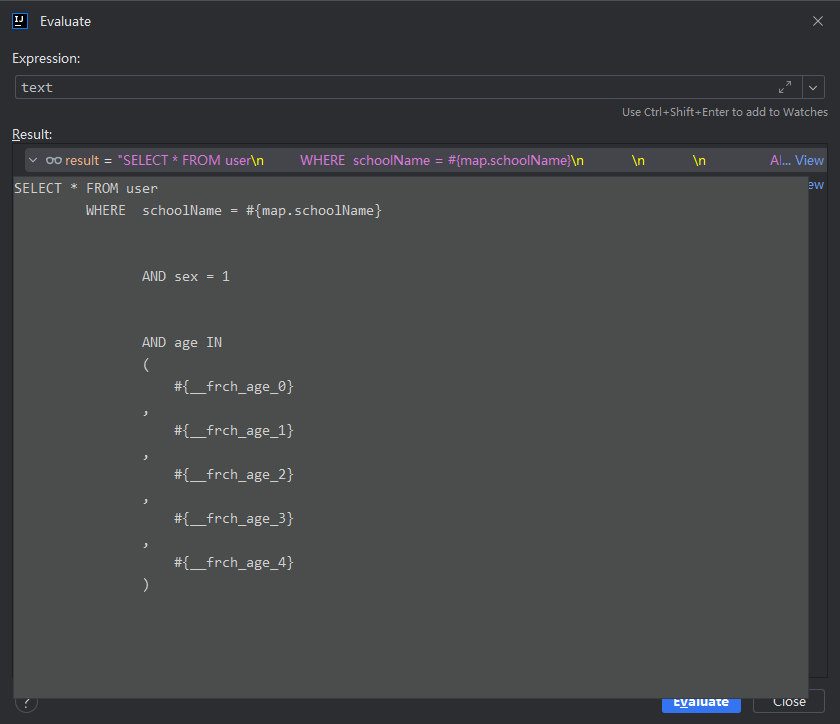 IJ Evaluate
Expression:
text
Use Ctrl+Shift+Enter to add to Watches
Result:
result = "SELECT * FROM user\n WHERE schoolName = #{map.schoolName}\n \n \n Al... View
ew
SELECT * FROM user
WHERE schoolName = #{map.schoolName}
AND sex = 1
AND age IN
(
#{__frch_age_0}
,
#{__frch_age_1}
,
#{__frch_age_2}
,
#{__frch_age_3}
,
#{__frch_age_4}
)
? Evaluate Close